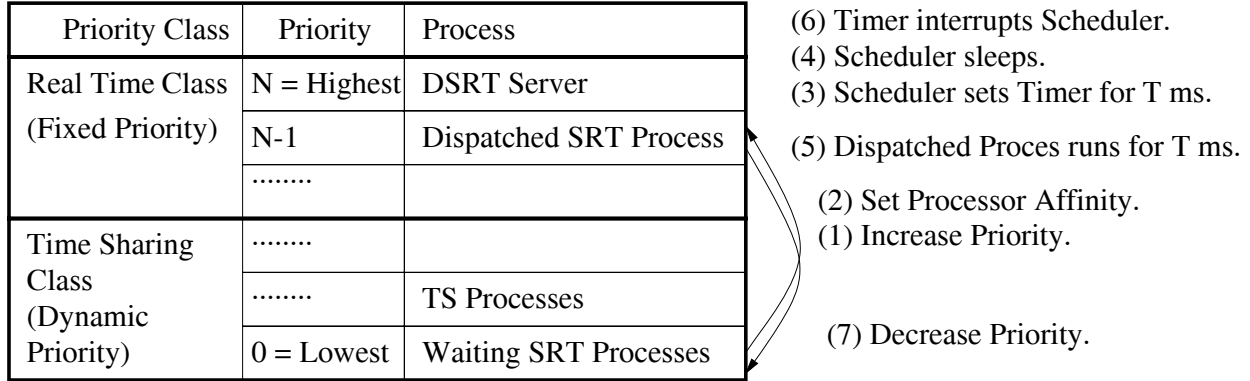 Priority Class Priority Process
Real Time Class N = Highest DSRT Server
(Fixed Priority) N-1 Dispatched SRT Process
........
Time Sharing ........
Class
(Dynamic ........ TS Processes
Priority) 0 = Lowest Waiting SRT Processes
(6) Timer interrupts Scheduler.
(4) Scheduler sleeps.
(3) Scheduler sets Timer for T ms.
(5) Dispatched Proces runs for T ms.
(2) Set Processor Affinity.
(1) Increase Priority.
(7) Decrease Priority.